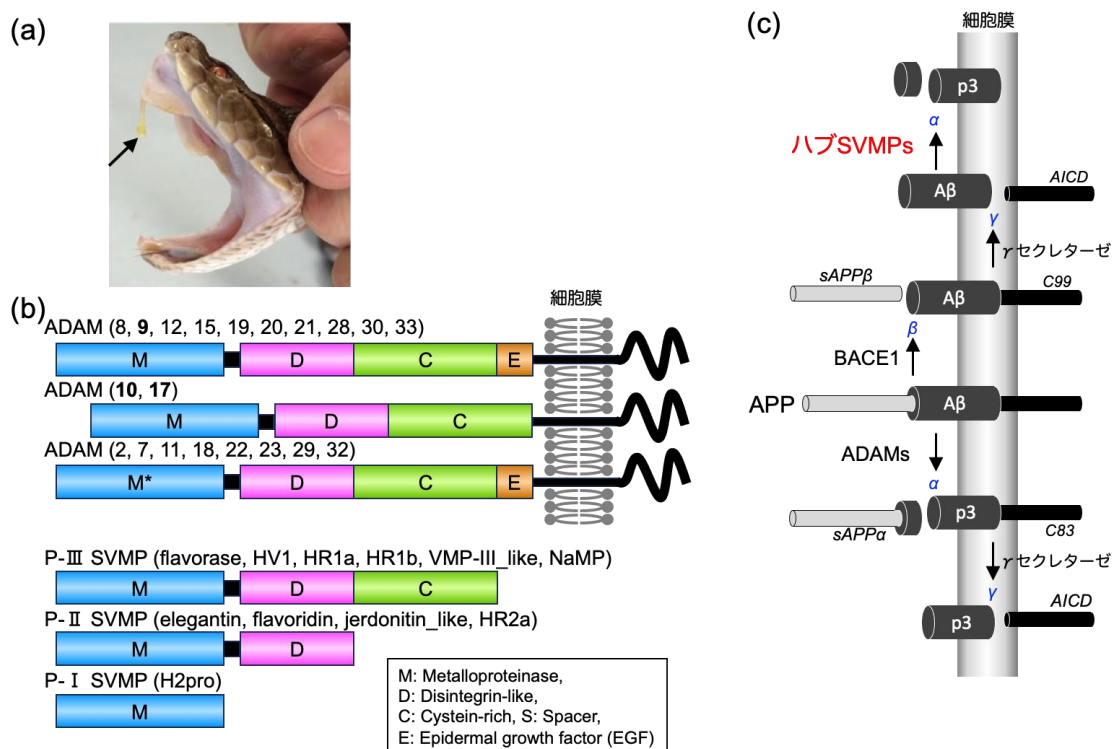 (a)
(b)
細胞膜
ADAM (8, 9, 12, 15, 19, 20, 21, 28, 30, 33)
M
D
C
E
ADAM (10, 17)
M
D
C
ADAM (2, 7, 11, 18, 22, 23, 29, 32)
M*
D
C
E
P-Ⅲ SVMP (flavorase, HV1, HR1a, HR1b, VMP-III_like, NaMP)
M
D
C
P-Ⅱ SVMP (elegantin, flavoridin, jerdonitin_like, HR2a)
M
D
P-Ⅰ SVMP (H2pro)
M
M: Metalloproteinase,
D: Disintegrin-like,
C: Cystein-rich, S: Spacer,
E: Epidermal growth factor (EGF)
(c)
細胞膜
p3
α
ハブSVMPs
Aβ
AICD
γ
γセクレターゼ
sAPPβ
Aβ
C99
β
BACE1
APP
Aβ
ADAMs
α
sAPPα
p3
C83
γセクレターゼ
γ
p3
AICD